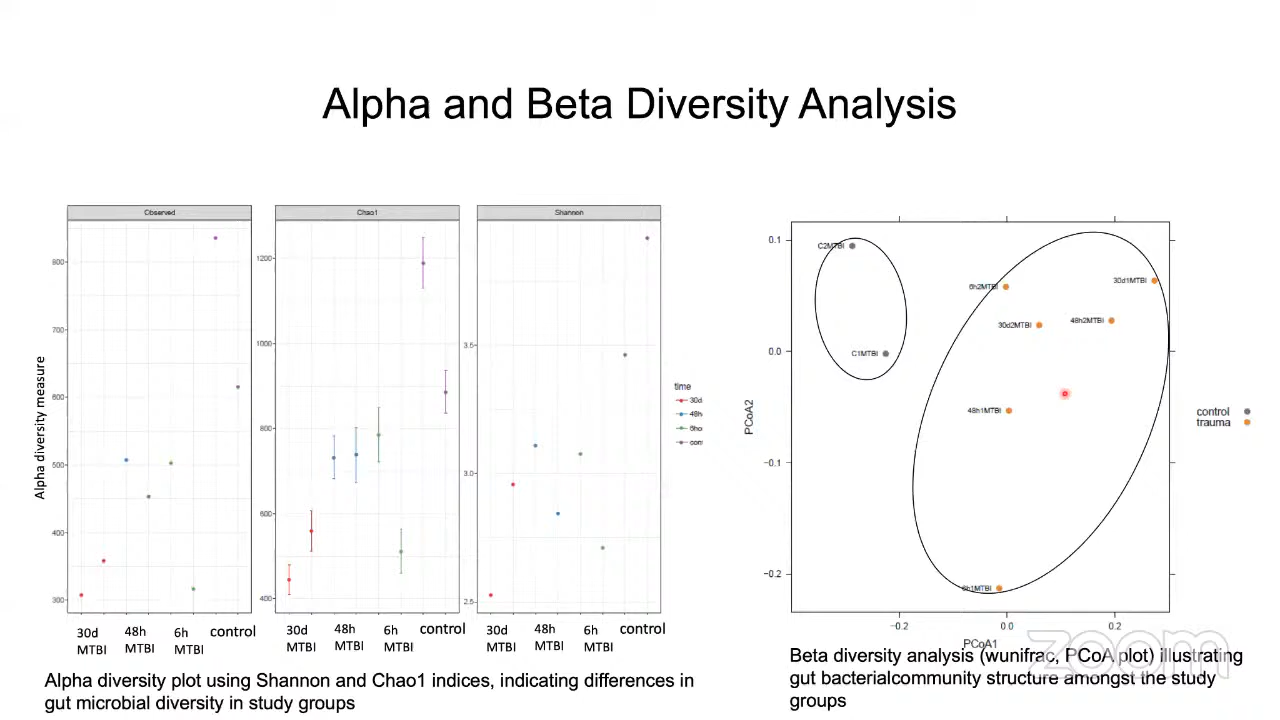 Alpha and Beta Diversity Analysis
Observed
Chao1
Shannon
Alpha diversity measure
800
700
600
500
400
300
1200
1000
800
600
400
3.5
3.0
2.5
30d
MTBI
48h
MTBI
6h
MTBI
control
30d
MTBI
48h
MTBI
6h
MTBI
control
30d
MTBI
48h
MTBI
6h
MTBI
control
time
30d
48h
6ho
con
Alpha diversity plot using Shannon and Chao1 indices, indicating differences in
gut microbial diversity in study groups
PCoA2
0.1
0.0
−0.1
−0.2
C2MTBI
C1MTBI
6h2MTBI
30d1MTBI
30d2MTBI
48h2MTBI
48h1MTBI
6h1MTBI
−0.2
0.0
0.2
PCoA1
control
trauma
zoom
Beta diversity analysis (wunifrac, PCoA plot) illustrating
gut bacterialcommunity structure amongst the study
groups